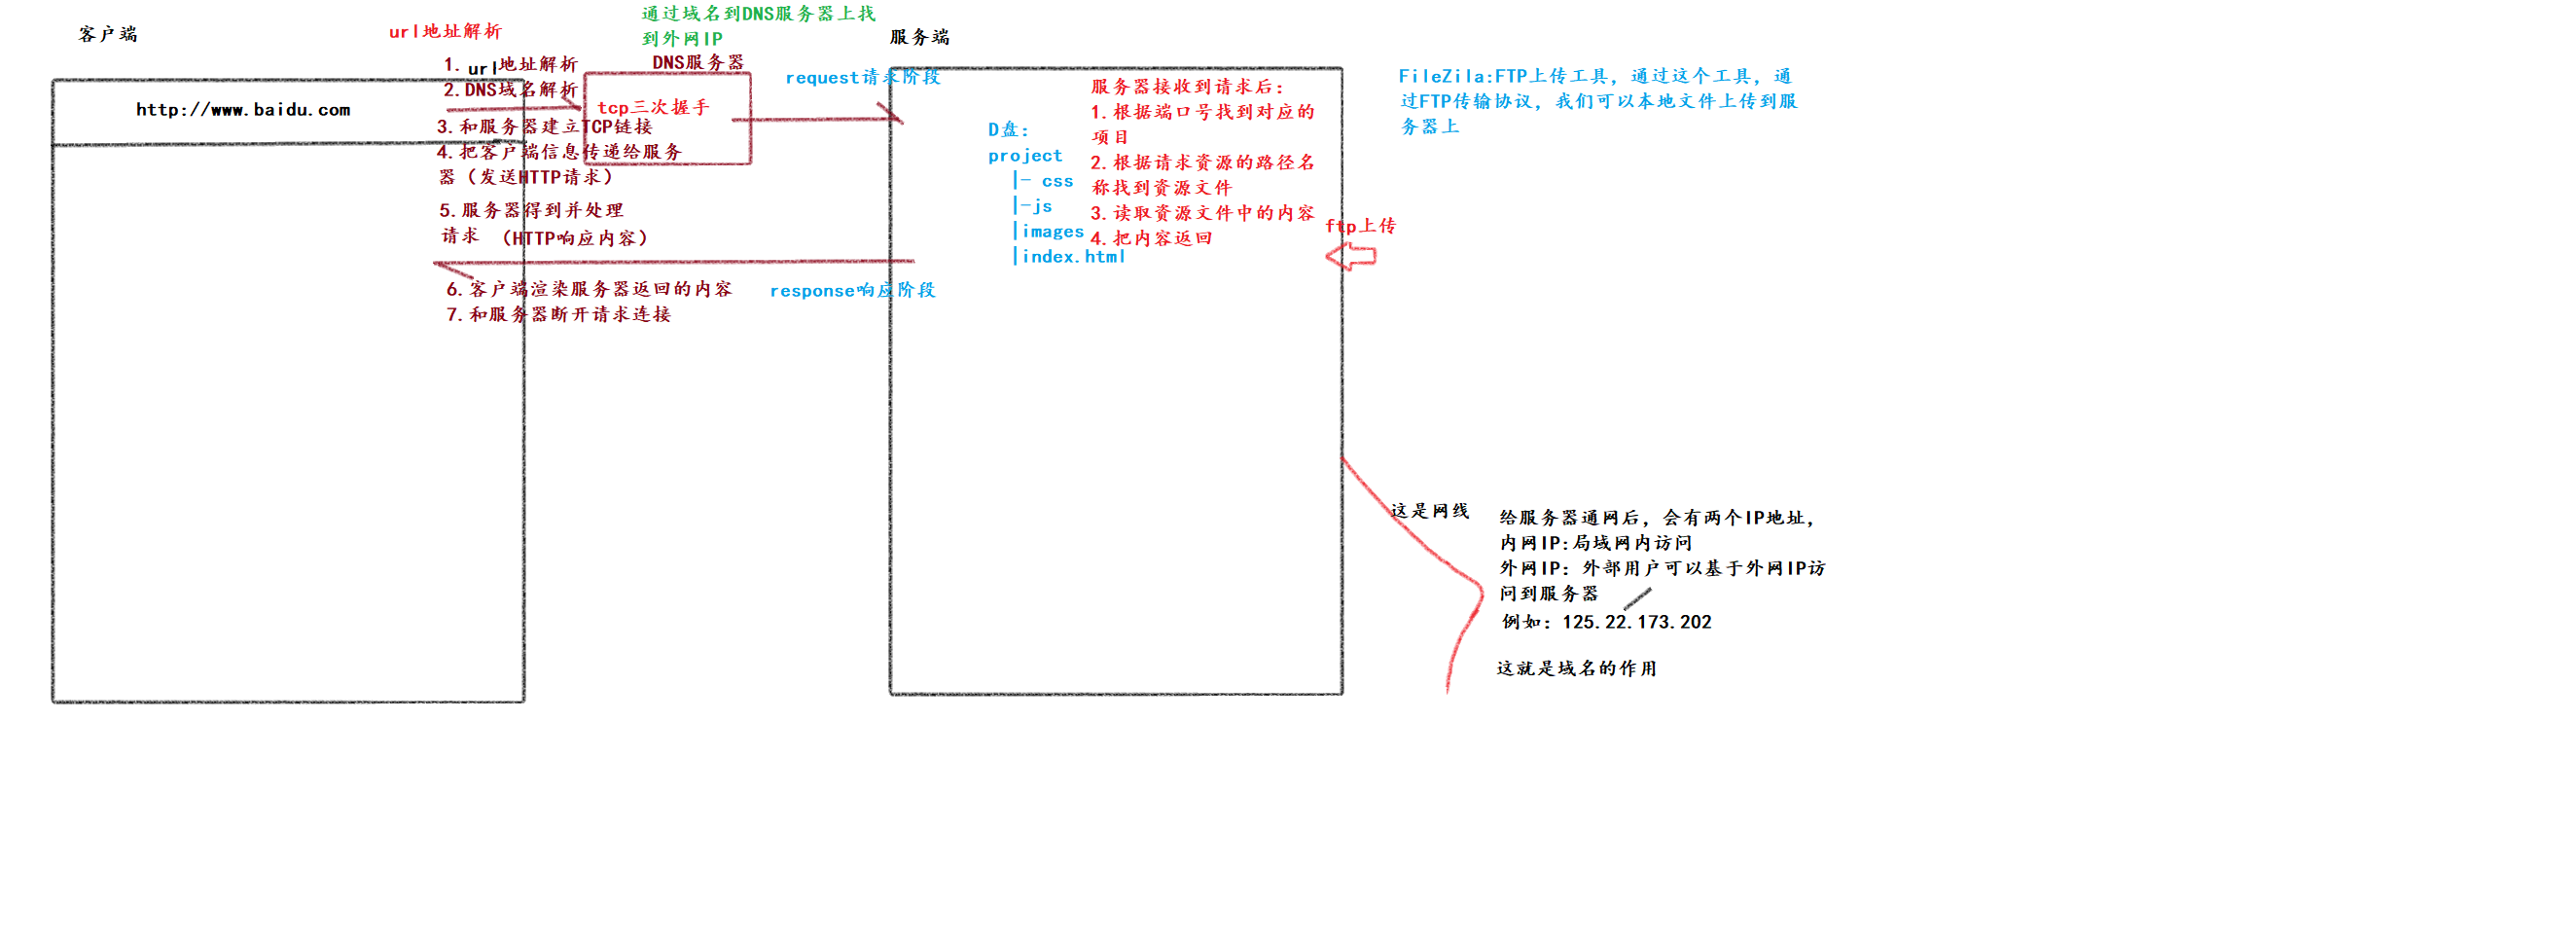 客户端
url地址解析
通过域名到DNS服务器上找
到外网IP
DNS服务器
服务端
1.url地址解析
2.DNS域名解析
http://www.baidu.com
tcp三次握手
3.和服务器建立TCP链接
4.把客户端信息传递给服务
器（发送HTTP请求）
5.服务器得到并处理
请求 （HTTP响应内容）
6.客户端渲染服务器返回的内容
7.和服务器断开请求连接
request请求阶段
response响应阶段
D盘：
project
|- css
|-js
|images
|index.html
服务器接收到请求后：
1.根据端口号找到对应的
项目
2.根据请求资源的路径名
称找到资源文件
3.读取资源文件中的内容
4.把内容返回
ftp上传
FileZila:FTP上传工具，通过这个工具，通
过FTP传输协议，我们可以本地文件上传到服
务器上
这是网线
给服务器通网后，会有两个IP地址，
内网IP:局域网内访问
外网IP：外部用户可以基于外网IP访
问到服务器
例如：125.22.173.202
这就是域名的作用